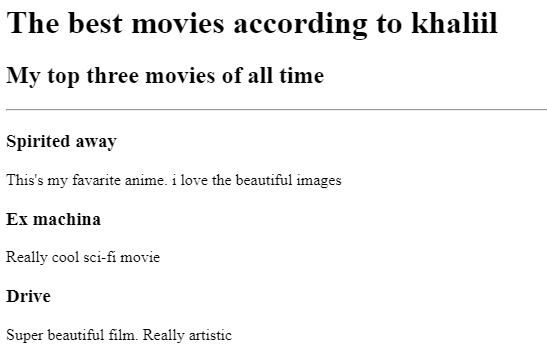 The best movies according to khaliil
My top three movies of all time
Spirited away
This's my favarite anime. i love the beautiful images
Ex machina
Really cool sci-fi movie
Drive
Super beautiful film. Really artistic